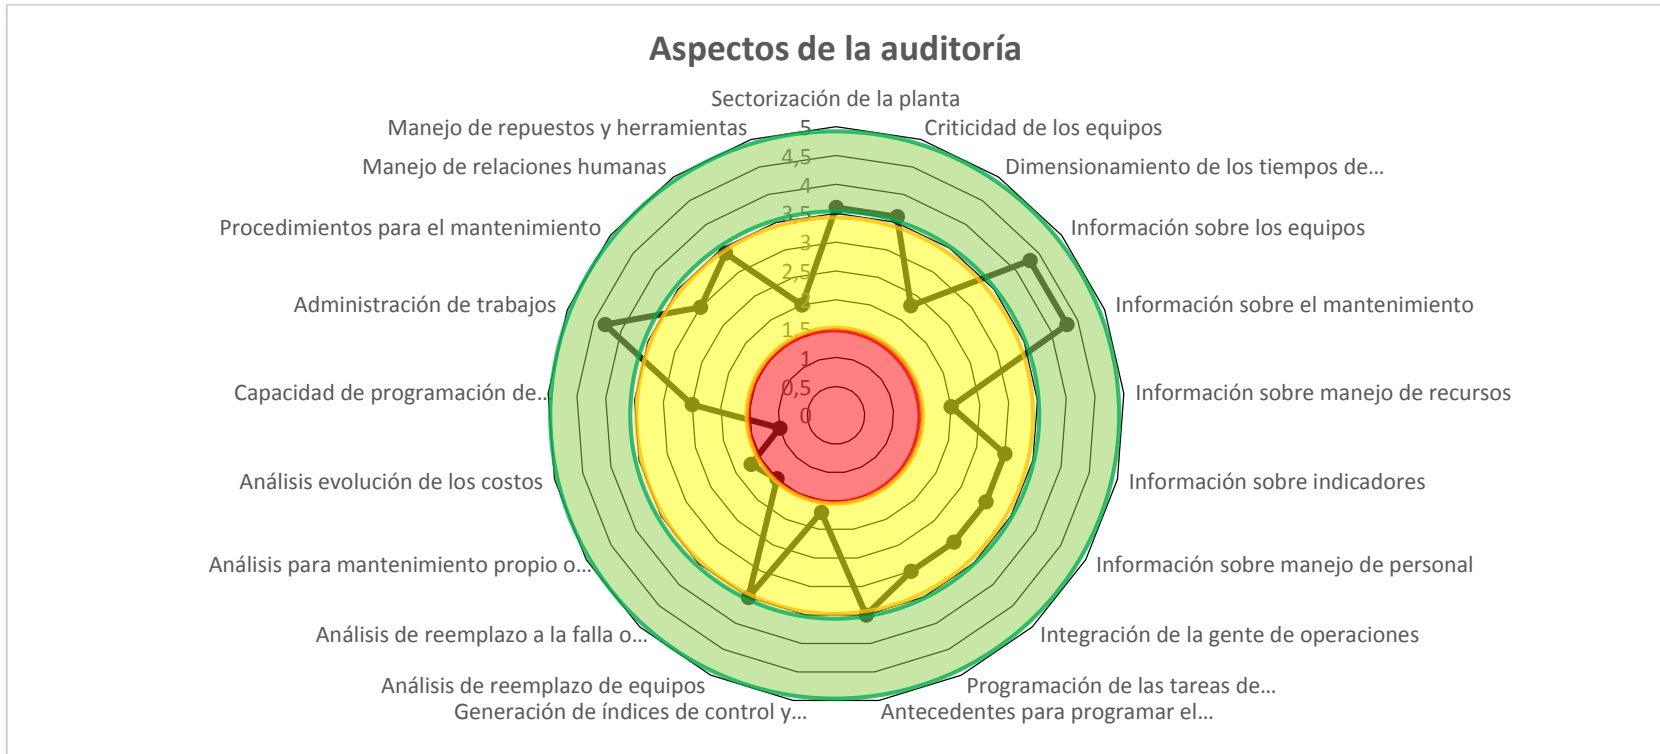 Aspectos de la auditoría
Sectorización de la planta
Criticidad de los equipos
Dimensionamiento de los tiempos de...
Información sobre los equipos
Información sobre el mantenimiento
Información sobre manejo de recursos
Información sobre indicadores
Información sobre manejo de personal
Integración de la gente de operaciones
Programación de las tareas de...
Antecedentes para programar el...
Generación de índices de control y...
Análisis de reemplazo de equipos
Análisis de reemplazo a la falla o...
Análisis para mantenimiento propio o...
Análisis evolución de los costos
Capacidad de programación de...
Administración de trabajos
Procedimientos para el mantenimiento
Manejo de relaciones humanas
Manejo de repuestos y herramientas
5
4,5
4
3,5
3
2,5
2
1,5
1
0,5
0